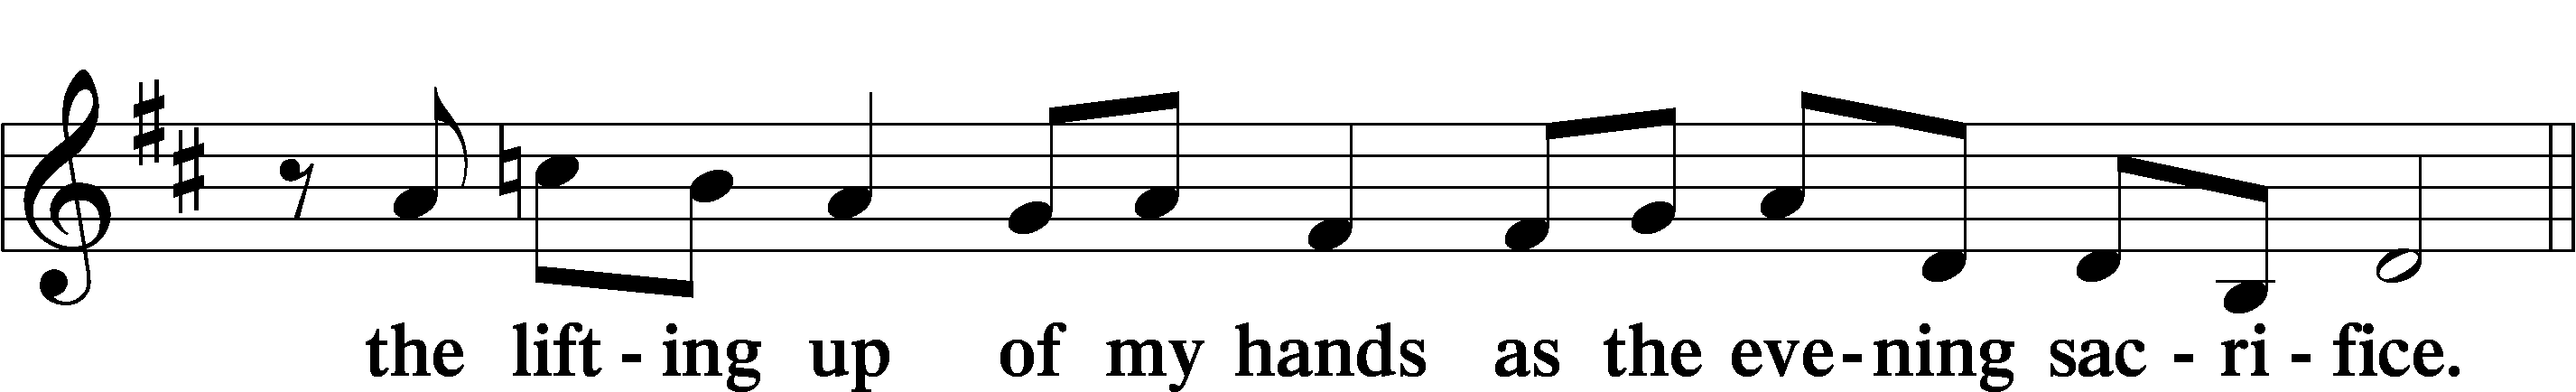 the lift - ing up of my hands as the eve - ning sac - ri - fice.